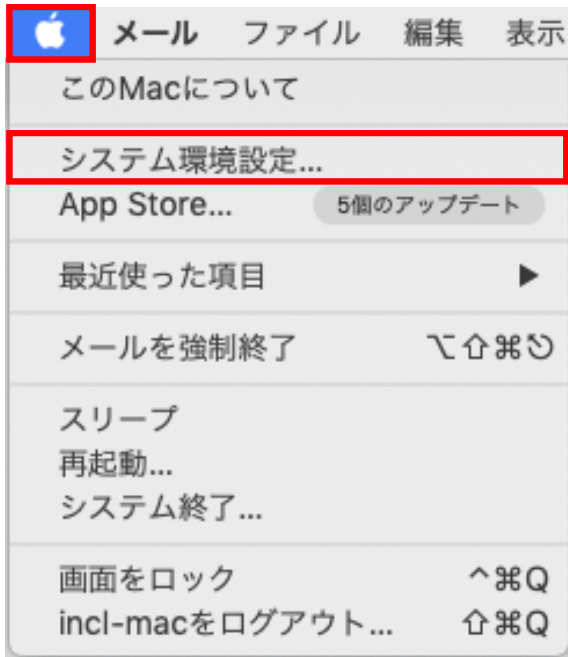 メール ファイル 編集 表示
このMacについて
システム環境設定...
App Store... 5個のアップデート
最近使った項目 ▶
メールを強制終了 ⌥⇧⌘⎋
スリープ
再起動...
システム終了...
画面をロック ^⌘Q
incl-macをログアウト... ⇧⌘Q